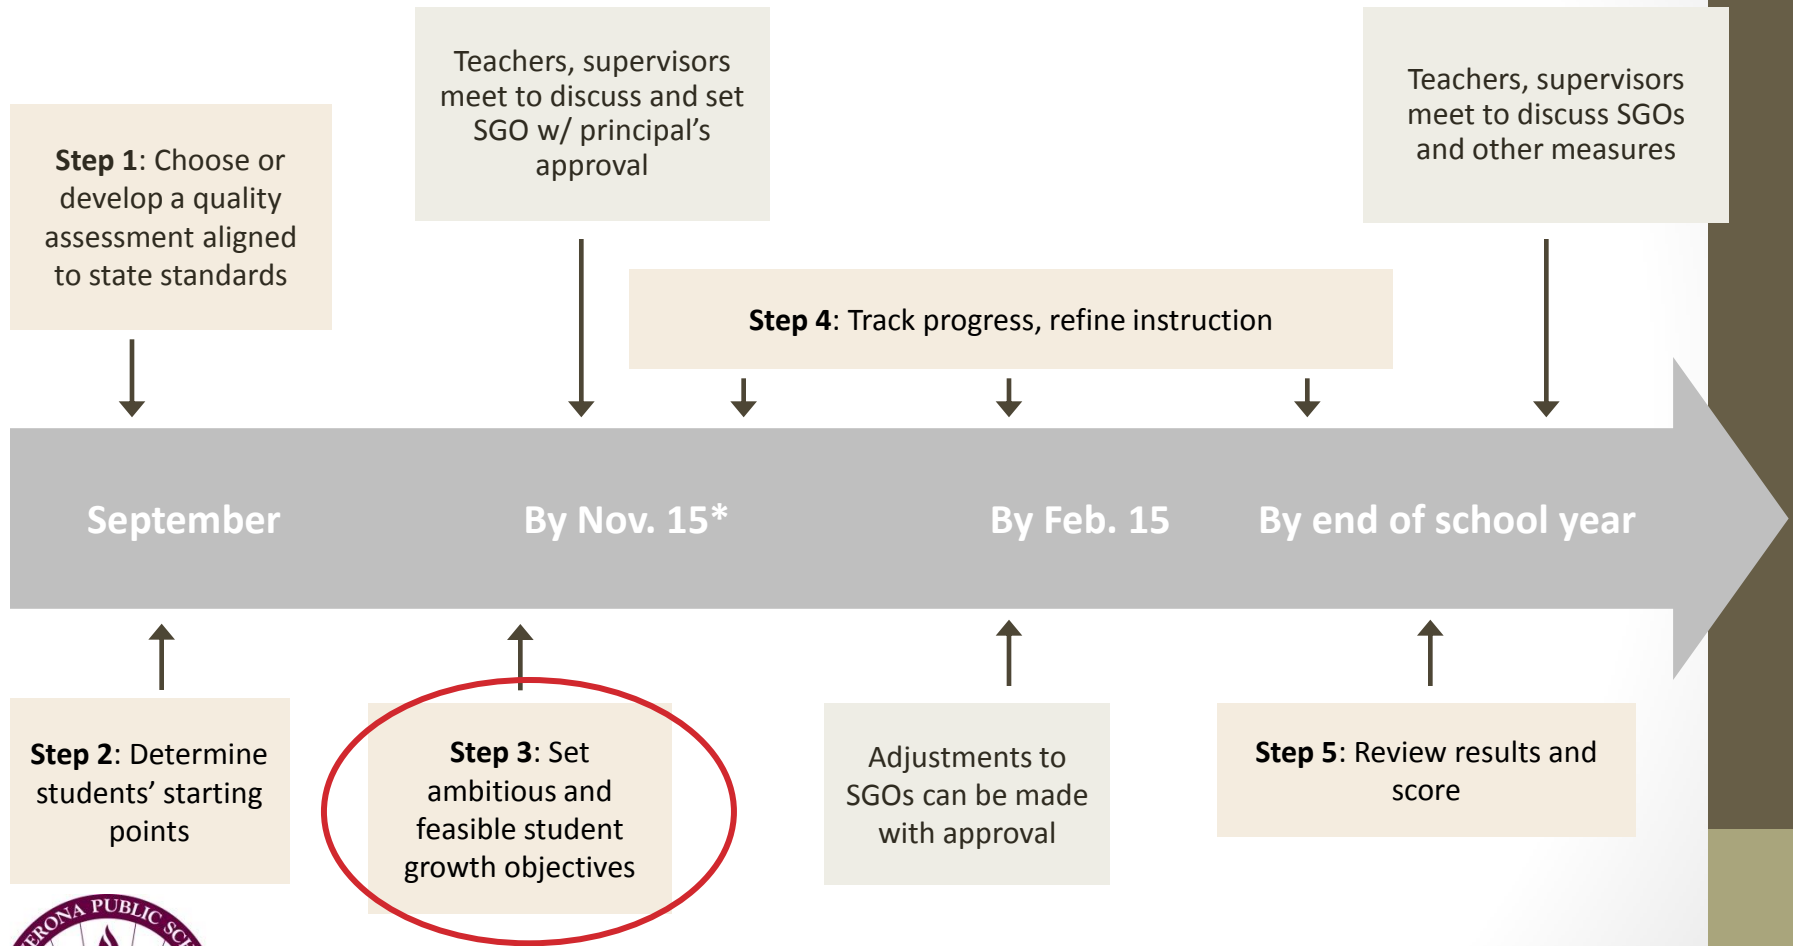 Teachers, supervisors
meet to discuss and set
SGO w/ principal’s
approval
Teachers, supervisors
meet to discuss SGOs
and other measures
Step 1: Choose or
develop a quality
assessment aligned
to state standards
Step 4: Track progress, refine instruction
September
By Nov. 15*
By Feb. 15
By end of school year
Step 2: Determine
students’ starting
points
Step 3: Set
ambitious and
feasible student
growth objectives
Adjustments to
SGOs can be made
with approval
Step 5: Review results and
score
PUBLIC